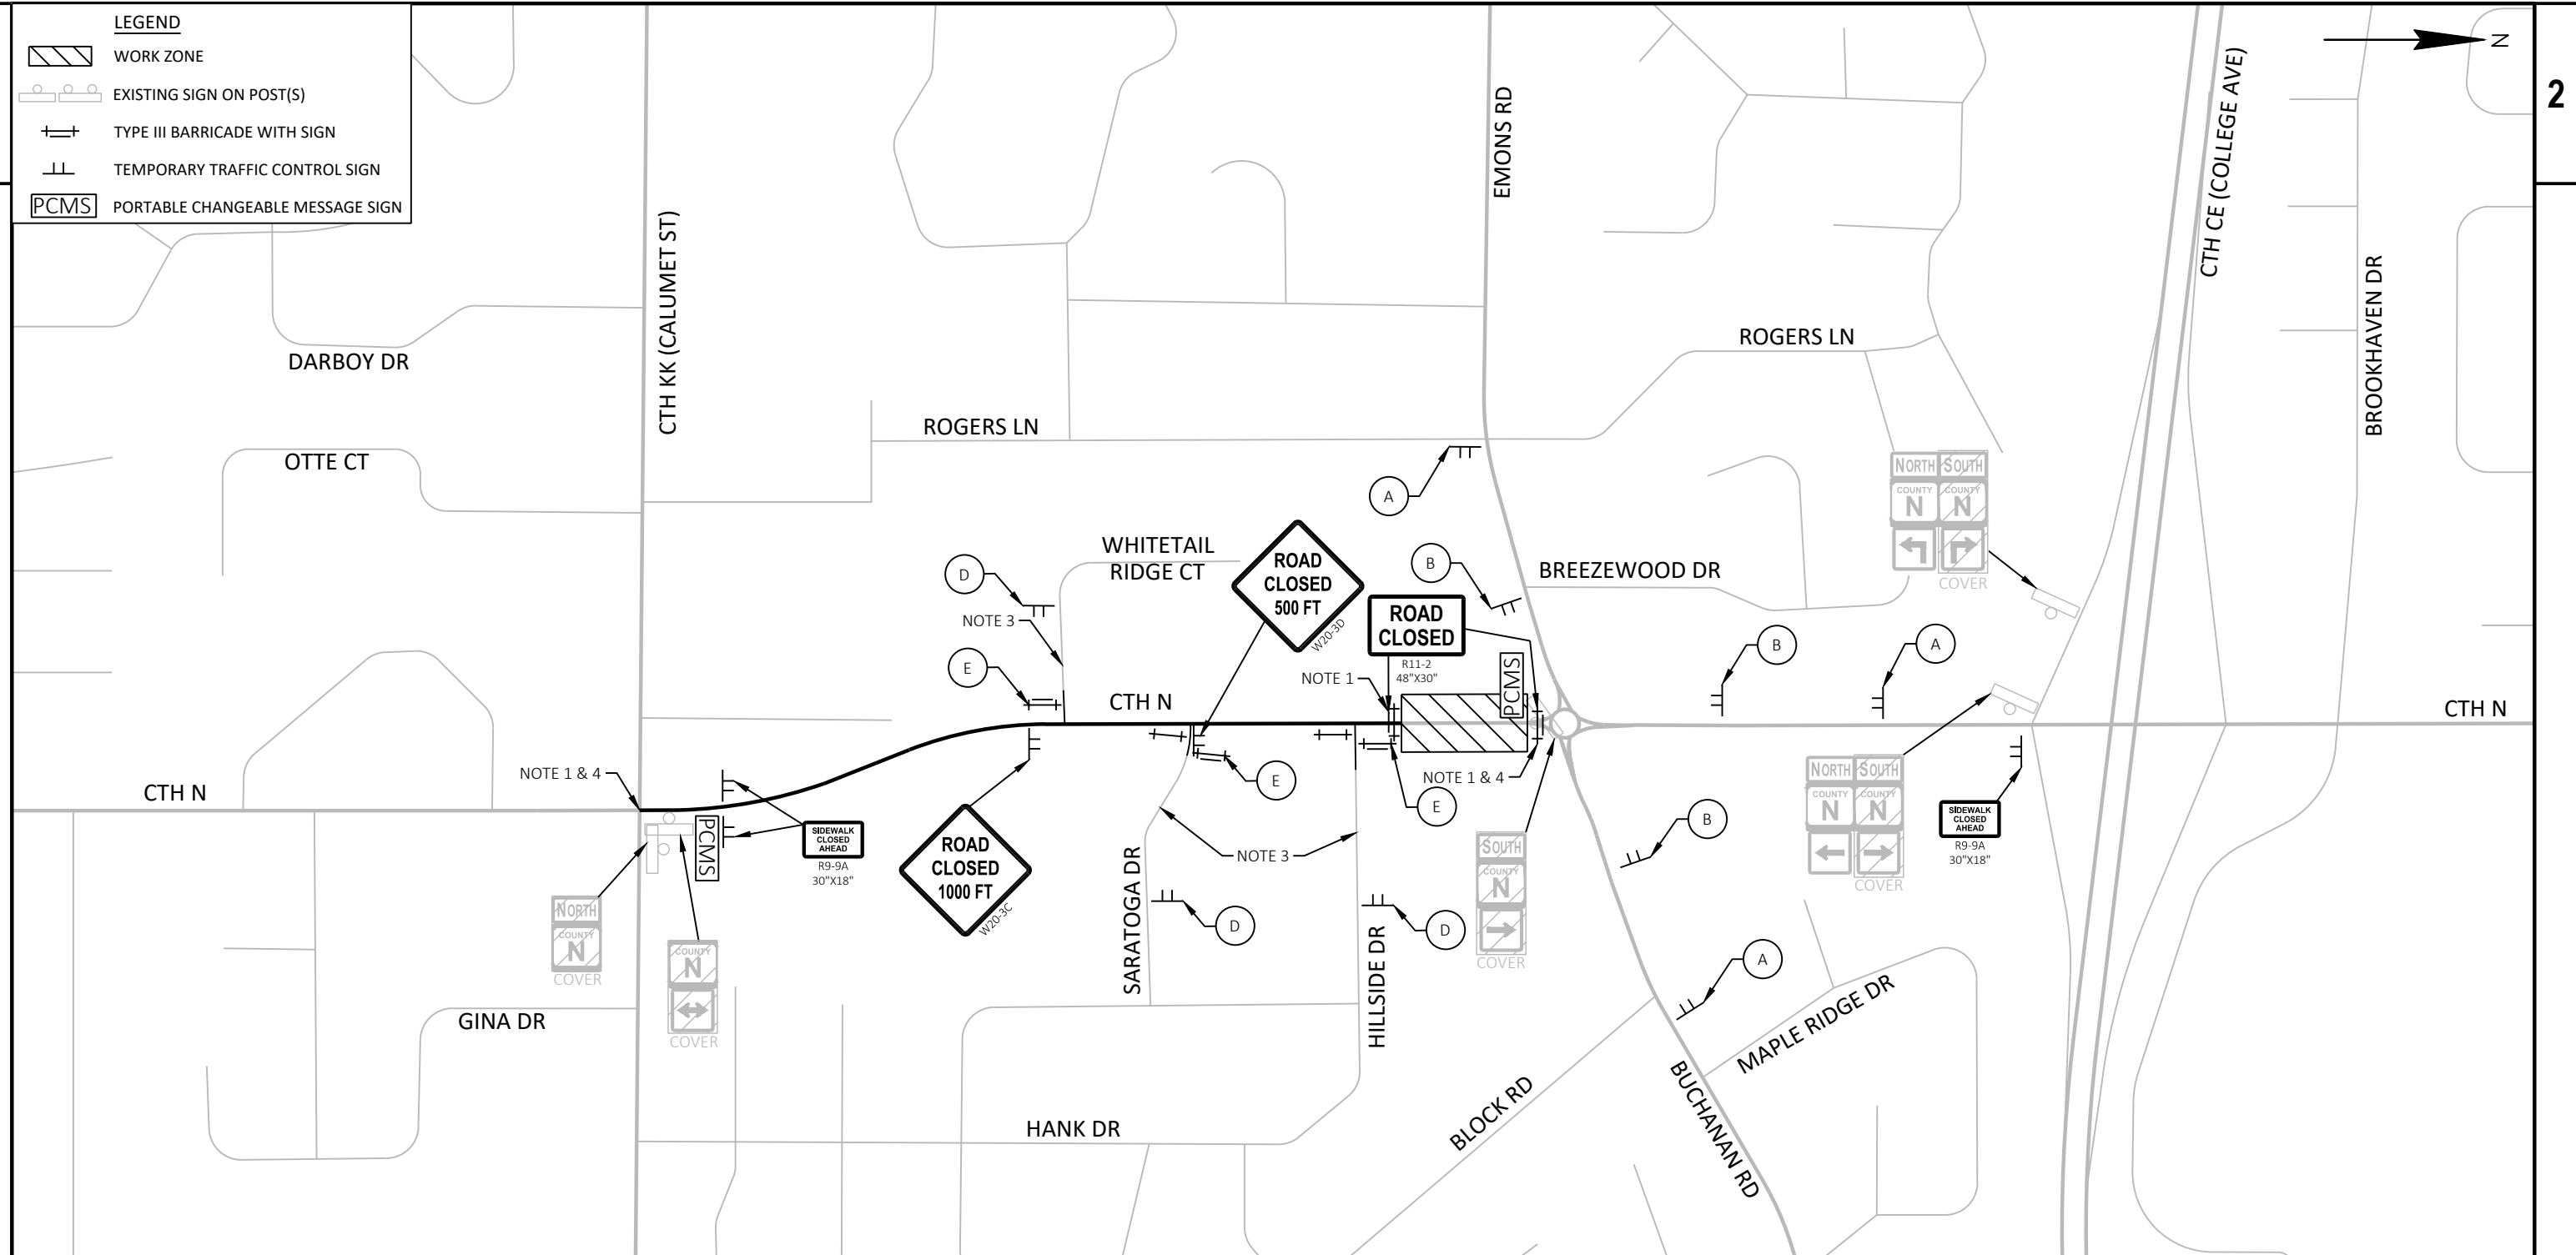 LEGEND
WORK ZONE
EXISTING SIGN ON POST(S)
TYPE III BARRICADE WITH SIGN
TEMPORARY TRAFFIC CONTROL SIGN
PCMS PORTABLE CHANGEABLE MESSAGE SIGN
N
2
CTH KK (CALUMET ST)
EMONS RD
CTH CE (COLLEGE AVE)
BROOKHAVEN DR
DARBOY DR
OTTE CT
ROGERS LN
ROGERS LN
A
WHITETAIL
RIDGE CT
D
NOTE 3
E
ROAD
CLOSED
500 FT
W20-3D
B
ROAD
CLOSED
R11-2
48"X30"
NOTE 1
PCMS
BREEZEWOOD DR
B
A
NORTH SOUTH
COUNTY COUNTY
N N
COVER
CTH N
CTH N
CTH N
NOTE 1 & 4
PCMS
SIDEWALK
CLOSED
AHEAD
R9-9A
30"X18"
ROAD
CLOSED
1000 FT
W20-3C
E
NOTE 1 & 4
E
NOTE 3
SARATOGA DR
D
HILLSIDE DR
D
SOUTH
COUNTY
N
COVER
B
A
NORTH SOUTH
COUNTY COUNTY
N N
COVER
SIDEWALK
CLOSED
AHEAD
R9-9A
30"X18"
NORTH
COUNTY
N
COVER
COUNTY
N
COVER
GINA DR
HANK DR
BLOCK RD
BUCHANAN RD
MAPLE RIDGE DR